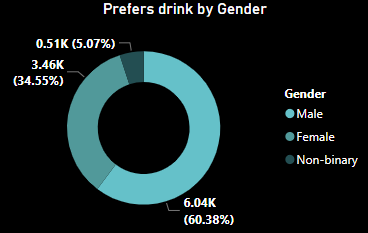 Prefers drink by Gender
0.51K (5.07%)
3.46K
(34.55%)
Gender
Male
Female
Non-binary
6.04K
(60.38%)